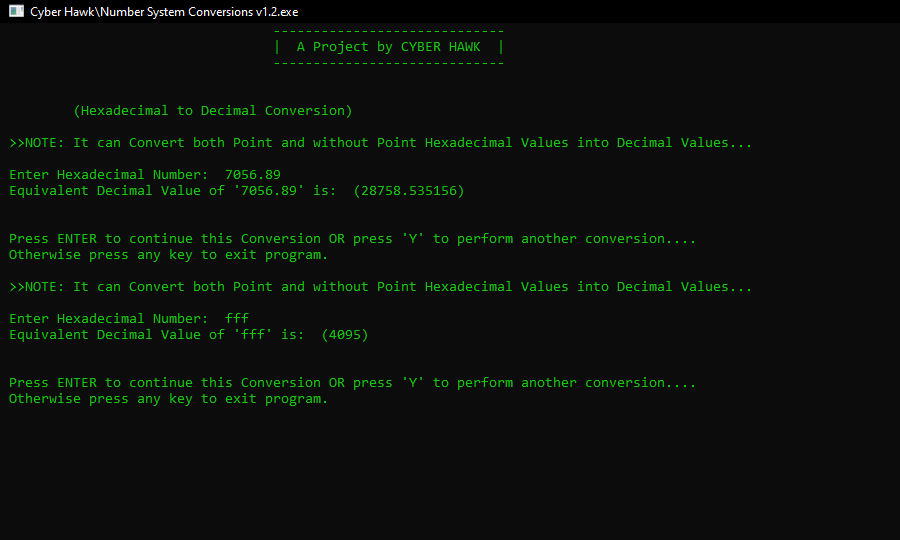 Cyber Hawk\Number System Conversions v1.2.exe
-----------------------------
|  A Project by CYBER HAWK  |
-----------------------------
(Hexadecimal to Decimal Conversion)
>>NOTE: It can Convert both Point and without Point Hexadecimal Values into Decimal Values...
Enter Hexadecimal Number:  7056.89
Equivalent Decimal Value of '7056.89' is:  (28758.535156)
Press ENTER to continue this Conversion OR press 'Y' to perform another conversion....
Otherwise press any key to exit program.
>>NOTE: It can Convert both Point and without Point Hexadecimal Values into Decimal Values...
Enter Hexadecimal Number:  fff
Equivalent Decimal Value of 'fff' is:  (4095)
Press ENTER to continue this Conversion OR press 'Y' to perform another conversion....
Otherwise press any key to exit program.